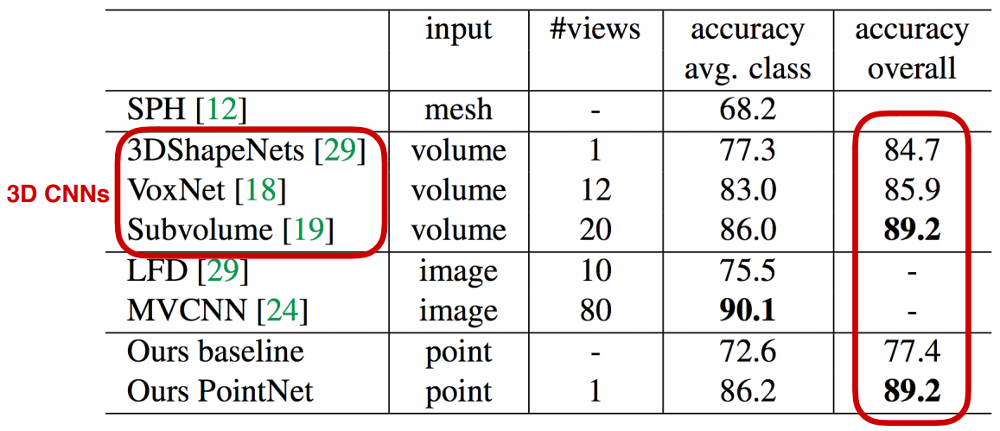 input #views accuracy accuracy
avg. class overall
SPH [12] mesh - 68.2
3DShapeNets [29] volume 1 77.3 84.7
3D CNNs VoxNet [18] volume 12 83.0 85.9
Subvolume [19] volume 20 86.0 89.2
LFD [29] image 10 75.5 -
MVCNN [24] image 80 90.1 -
Ours baseline point - 72.6 77.4
Ours PointNet point 1 86.2 89.2